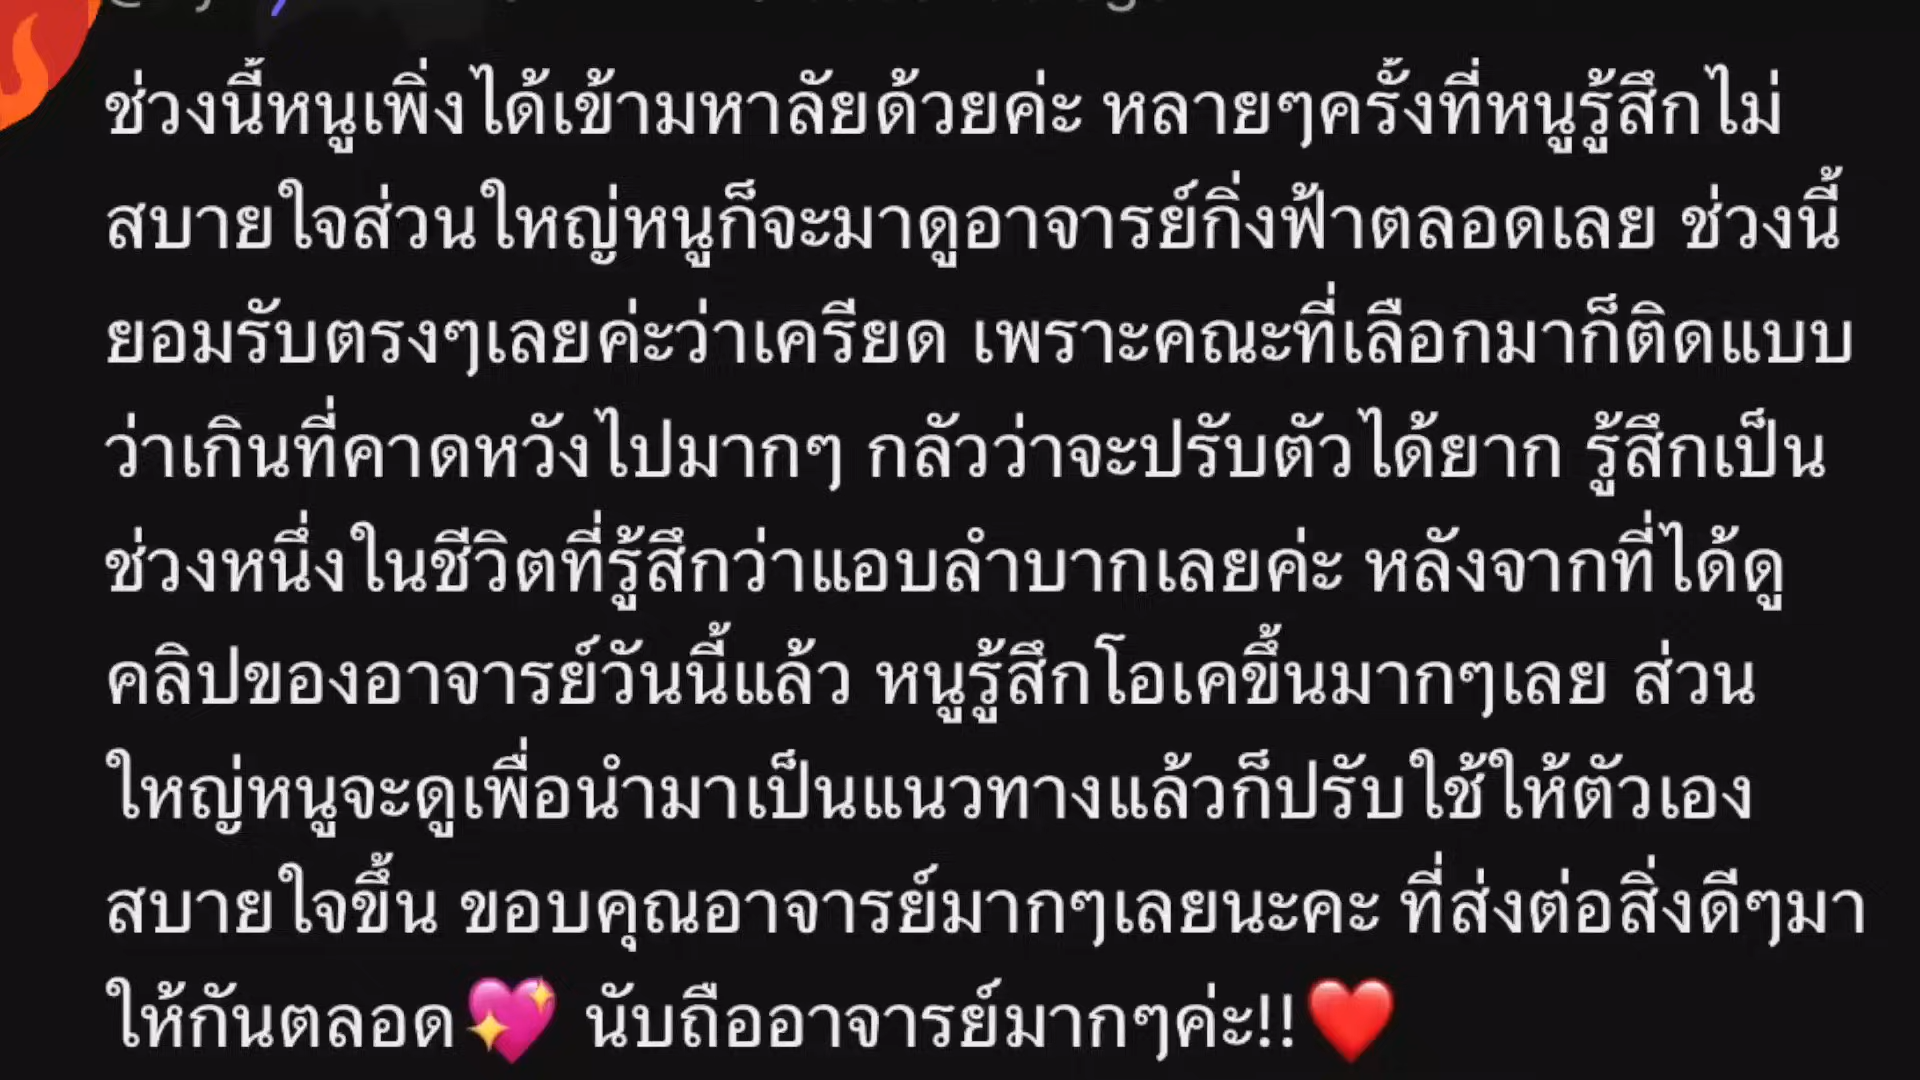 ช่วงนี้หนูเพิ่งได้เข้ามหาลัยด้วยค่ะ หลายๆครั้งที่หนูรู้สึกไม่
สบายใจส่วนใหญ่หนูก็จะมาดูอาจารย์กิ่งฟ้าตลอดเลย ช่วงนี้
ยอมรับตรงๆเลยค่ะว่าเครียด เพราะคณะที่เลือกมาก็ติดแบบ
ว่าเกินที่คาดหวังไปมากๆ กลัวว่าจะปรับตัวได้ยาก รู้สึกเป็น
ช่วงหนึ่งในชีวิตที่รู้สึกว่าแอบลำบากเลยค่ะ หลังจากที่ได้ดู
คลิปของอาจารย์วันนี้แล้ว หนูรู้สึกโอเคขึ้นมากๆเลย ส่วน
ใหญ่หนูจะดูเพื่อนำมาเป็นแนวทางแล้วก็ปรับใช้ให้ตัวเอง
สบายใจขึ้น ขอบคุณอาจารย์มากๆเลยนะคะ ที่ส่งต่อสิ่งดีๆมา
ให้กันตลอด💖 นับถืออาจารย์มากๆค่ะ!!❤️